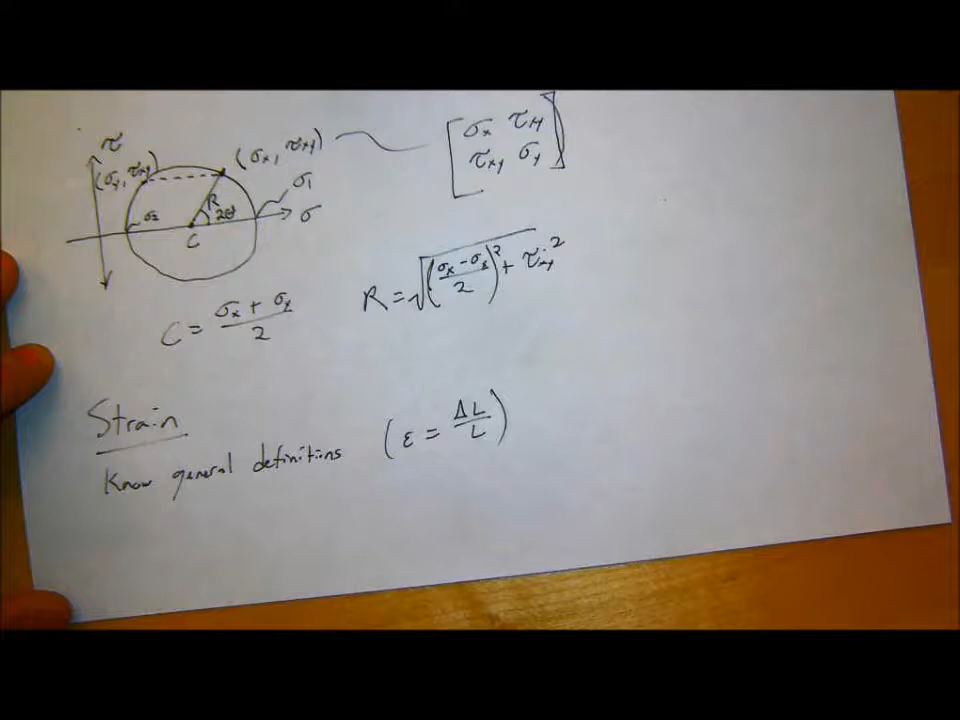 τ
(σy, τxy)
(σx, τxy)
[σx τxy
τxy σy]
σ1
σ2
R
2θ
σ
C
C = (σx + σy)/2
R = √(((σx - σy)/2)² + τxy²)
Strain
Know general definitions (ε = ΔL/L)